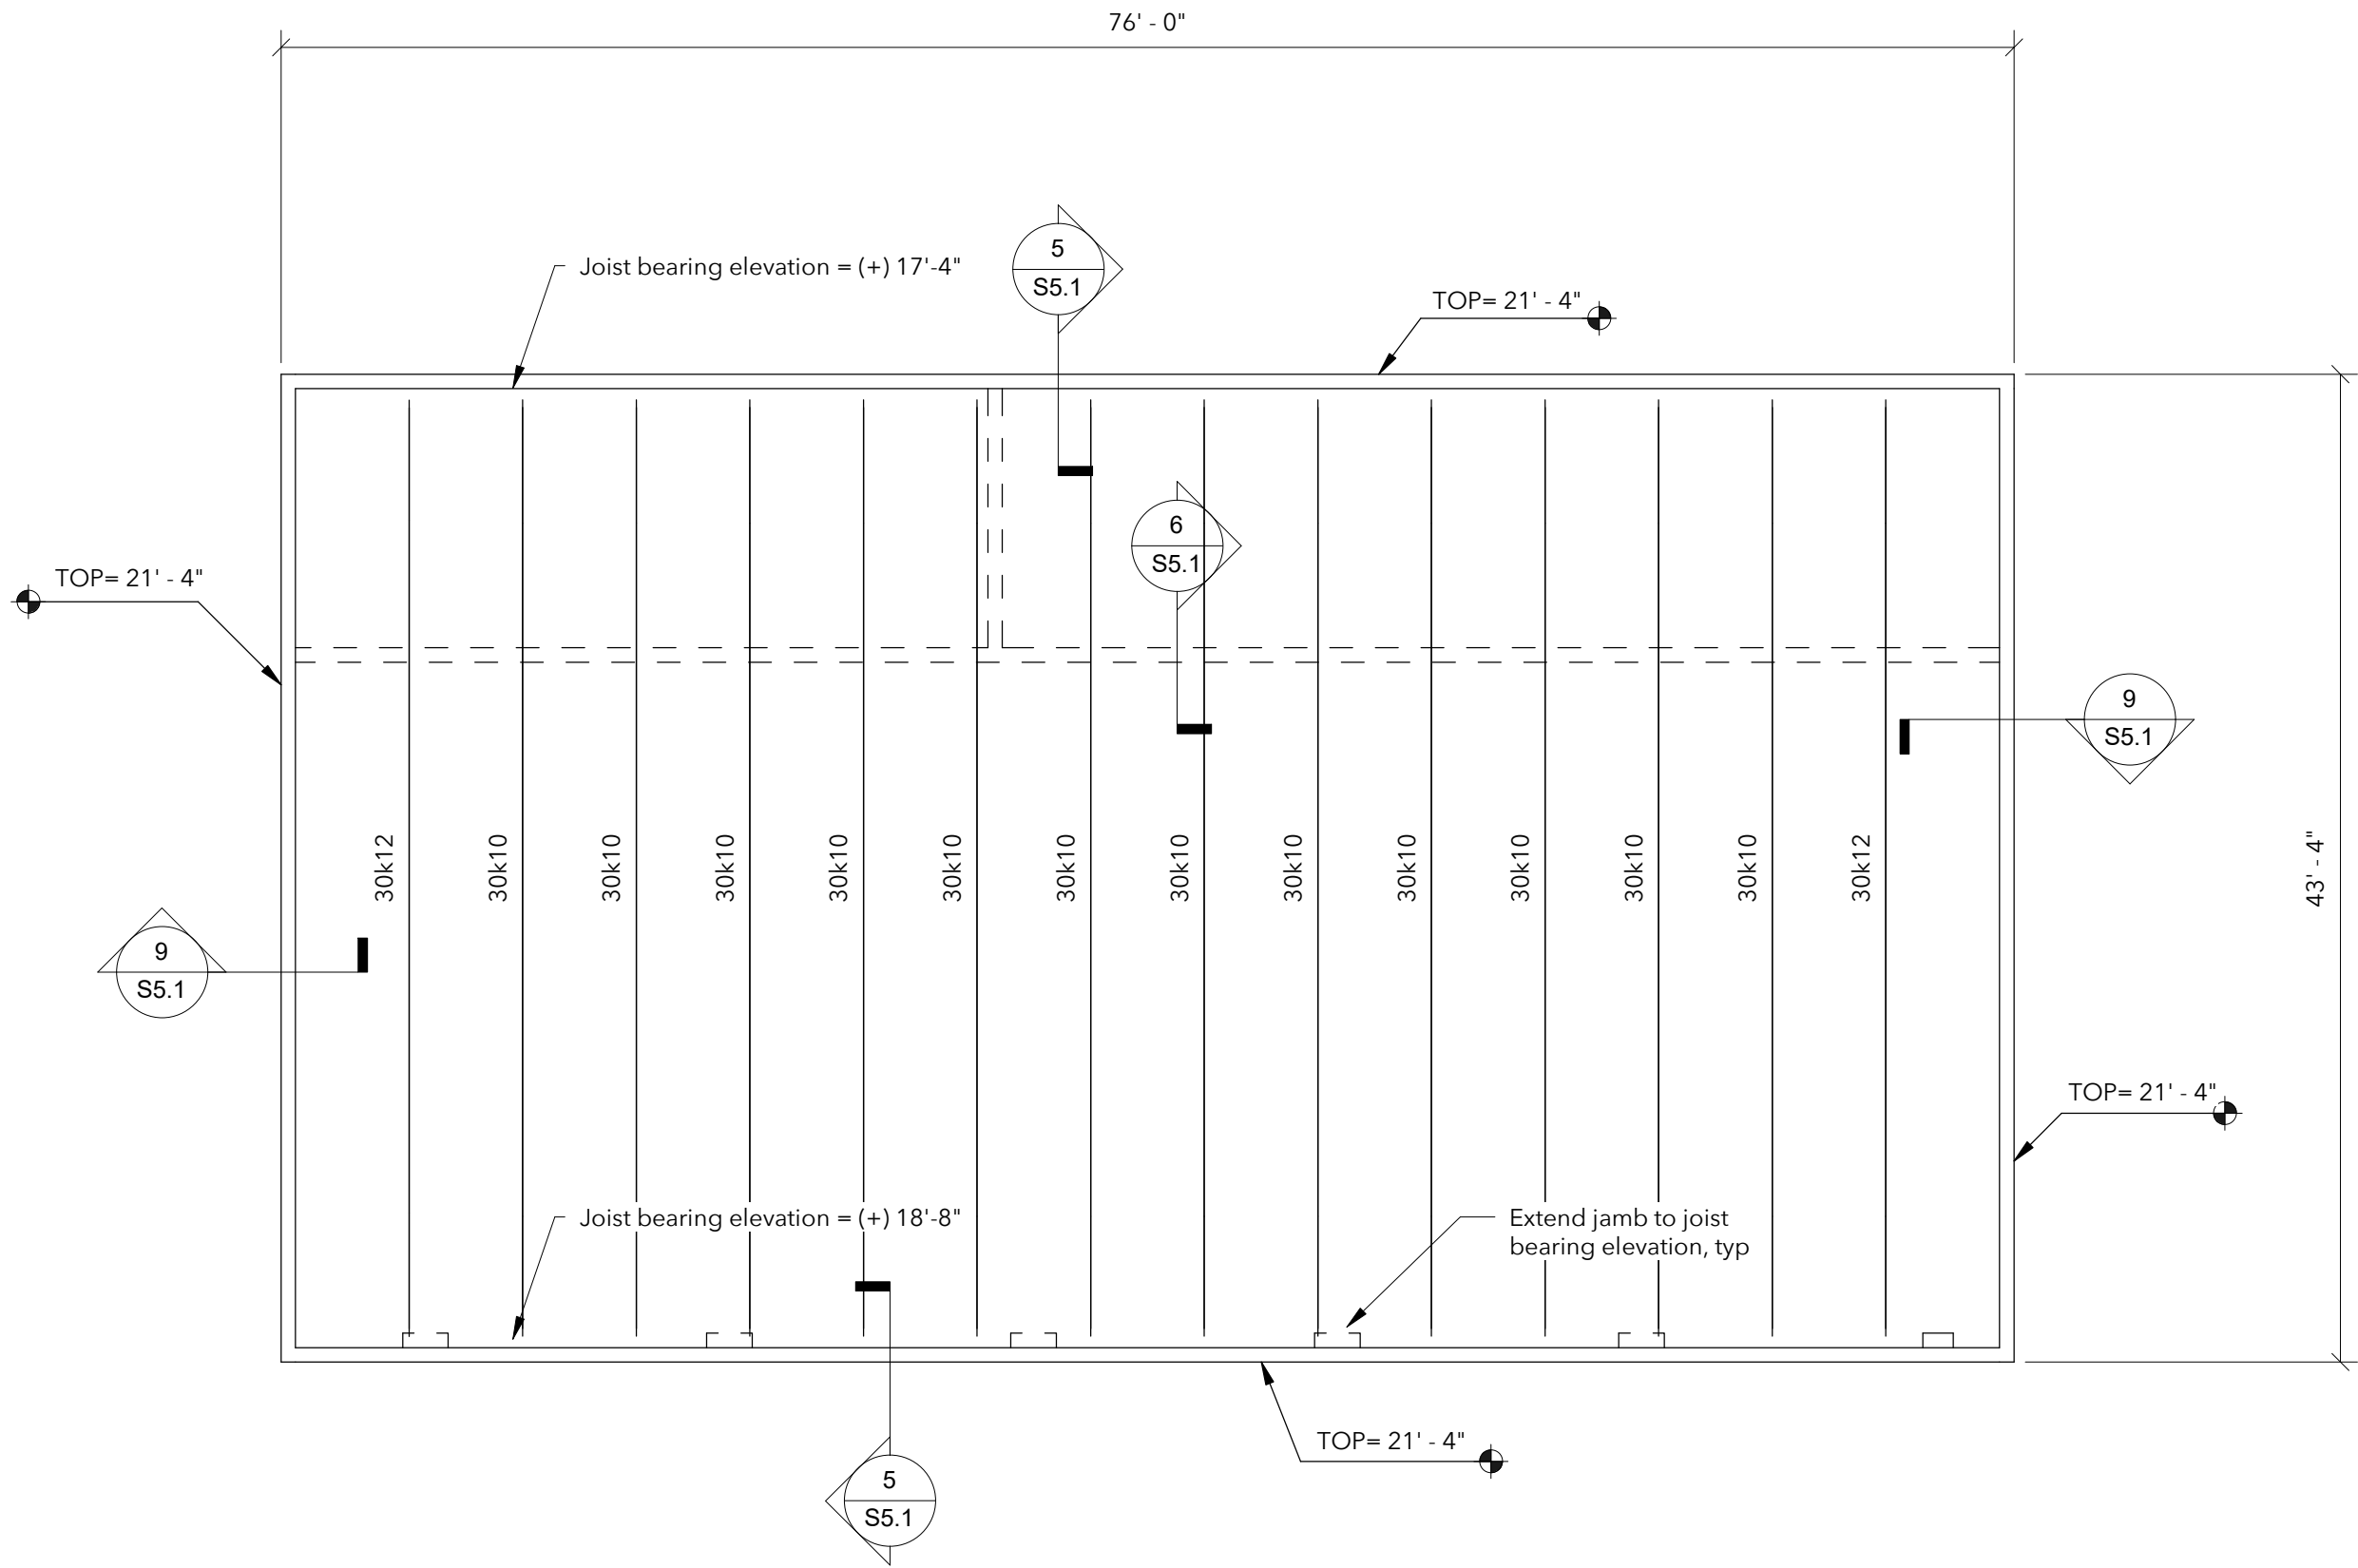 76' - 0"
5
S5.1
Joist bearing elevation = (+) 17'-4"
TOP= 21' - 4"
6
S5.1
TOP= 21' - 4"
9
S5.1
30k12
30k10
30k10
30k10
30k10
30k10
30k10
30k10
30k10
30k10
30k10
30k10
30k10
30k12
43' - 4"
9
S5.1
TOP= 21' - 4"
Joist bearing elevation = (+) 18'-8"
Extend jamb to joist
bearing elevation, typ
TOP= 21' - 4"
5
S5.1